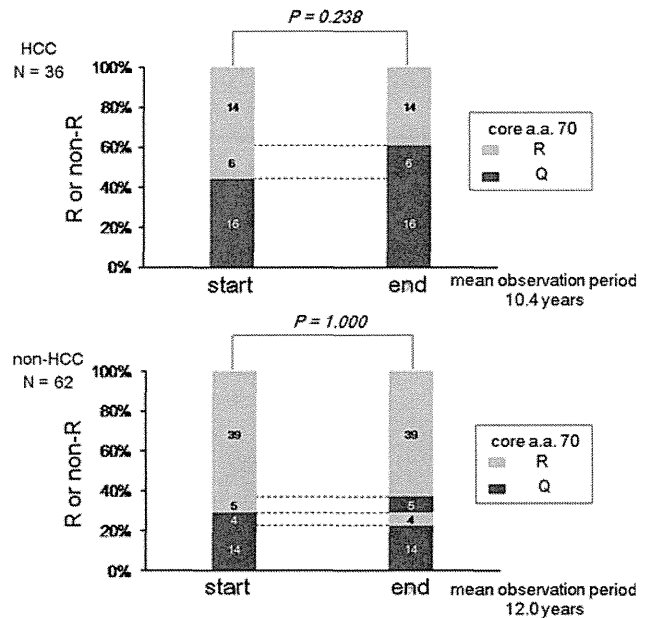 P = 0.238
HCC
N = 36
100%
80%
60%
40%
20%
0%
R or non-R
14
6
16
14
6
16
start
end
core a.a. 70
R
Q
mean observation period
10.4 years
P = 1.000
non-HCC
N = 62
100%
80%
60%
40%
20%
0%
R or non-R
39
5
4
14
39
5
4
14
start
end
core a.a. 70
R
Q
mean observation period
12.0 years